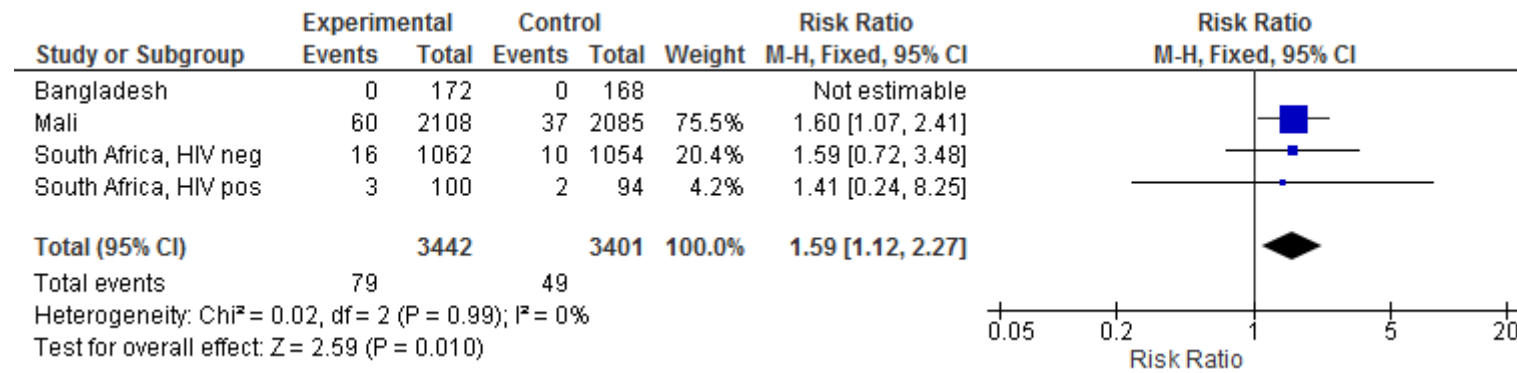 Experimental Control Risk Ratio Risk Ratio
Study or Subgroup Events Total Events Total Weight M-H, Fixed, 95% CI M-H, Fixed, 95% CI
Bangladesh 0 172 0 168 Not estimable
Mali 60 2108 37 2085 75.5% 1.60 [1.07, 2.41]
South Africa, HIV neg 16 1062 10 1054 20.4% 1.59 [0.72, 3.48]
South Africa, HIV pos 3 100 2 94 4.2% 1.41 [0.24, 8.25]
Total (95% CI) 3442 3401 100.0% 1.59 [1.12, 2.27]
Total events 79 49
Heterogeneity: Chi² = 0.02, df = 2 (P = 0.99); I² = 0%
Test for overall effect: Z = 2.59 (P = 0.010)
0.05 0.2 1 5 20
Risk Ratio